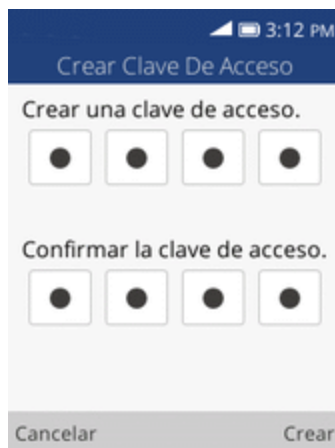 3:12 PM
Crear Clave De Acceso
Crear una clave de acceso.
Confirmar la clave de acceso.
Cancelar Crear